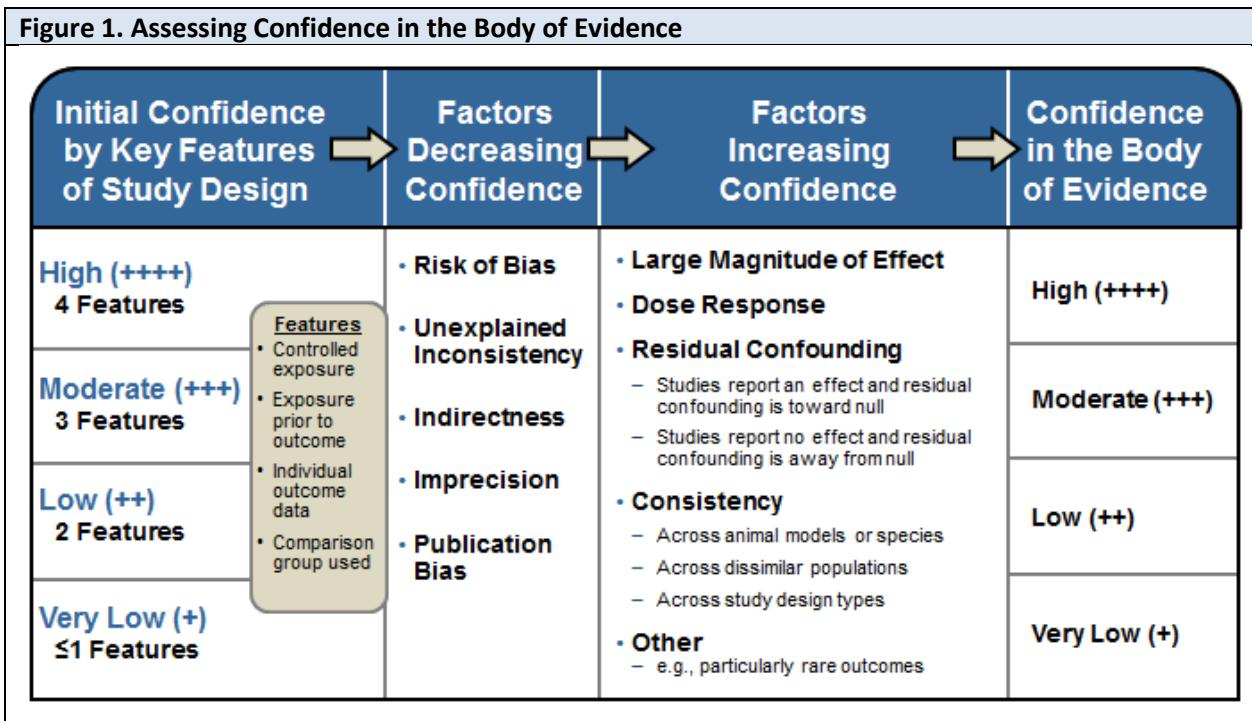 Figure 1. Assessing Confidence in the Body of Evidence
Initial Confidence
by Key Features
of Study Design
Factors
Decreasing
Confidence
Factors
Increasing
Confidence
Confidence
in the Body
of Evidence
High (++++)
4 Features
Moderate (+++)
3 Features
Low (++)
2 Features
Very Low (+)
≤1 Features
Features
• Controlled
exposure
• Exposure
prior to
outcome
• Individual
outcome
data
• Comparison
group used
• Risk of Bias
• Unexplained
Inconsistency
• Indirectness
• Imprecision
• Publication
Bias
• Large Magnitude of Effect
• Dose Response
• Residual Confounding
– Studies report an effect and residual
confounding is toward null
– Studies report no effect and residual
confounding is away from null
• Consistency
– Across animal models or species
– Across dissimilar populations
– Across study design types
• Other
– e.g., particularly rare outcomes
High (++++)
Moderate (+++)
Low (++)
Very Low (+)